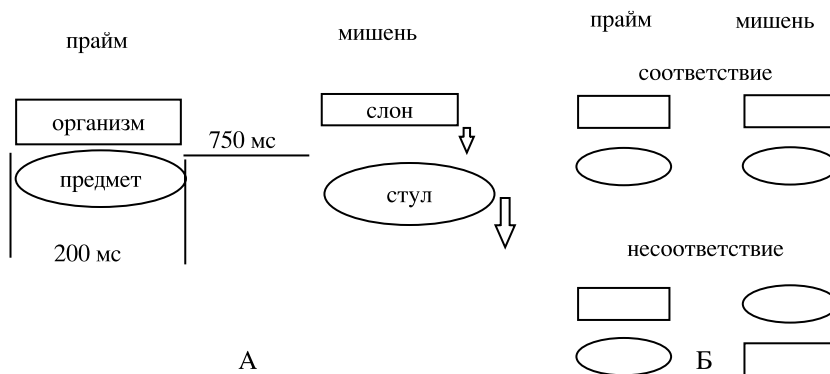 прайм
мишень
организм
предмет
200 мс
750 мс
слон
стул
А
прайм
мишень
соответствие
несоответствие
Б